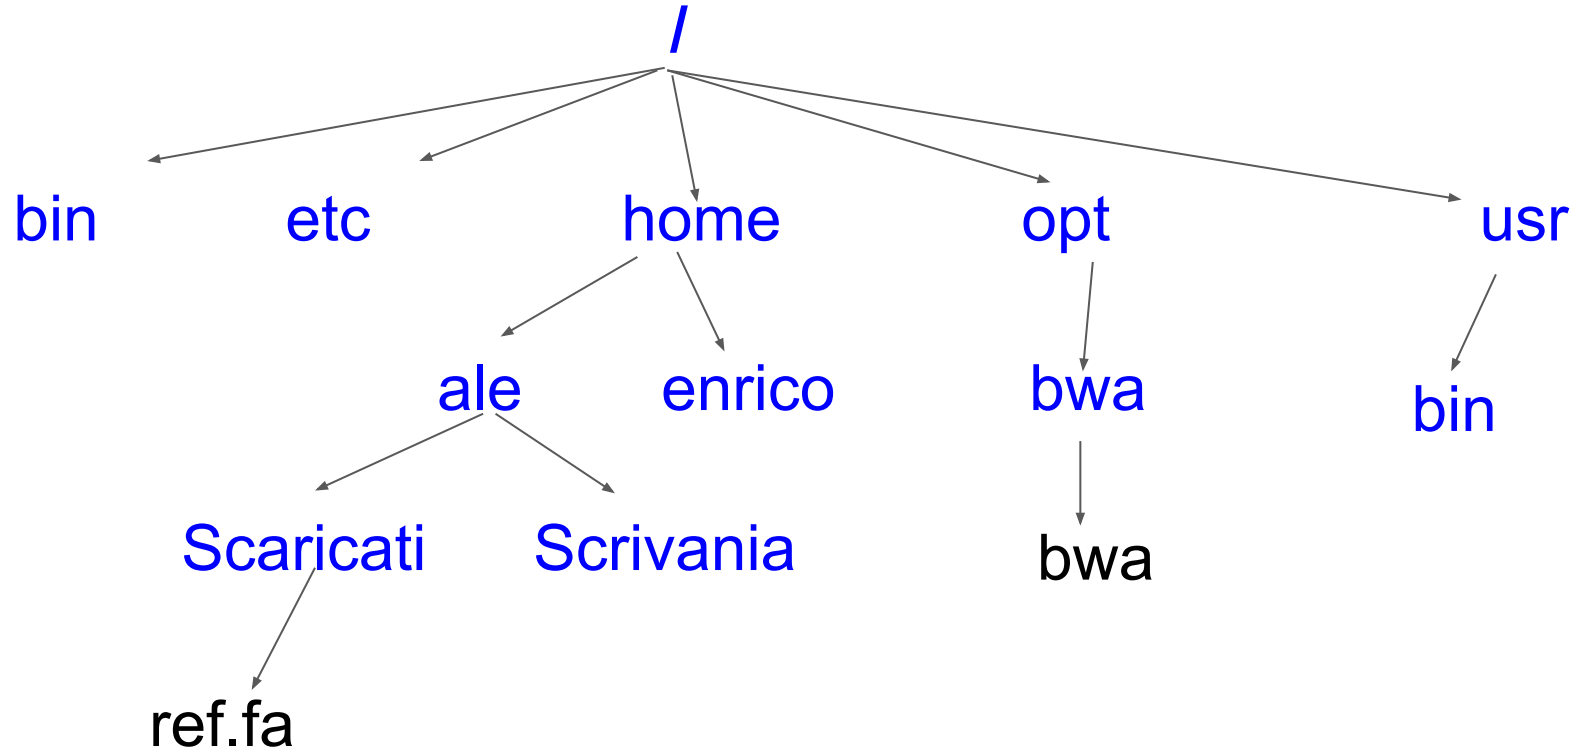 /
bin etc home opt usr
ale enrico bwa bin
Scaricati Scrivania bwa
ref.fa